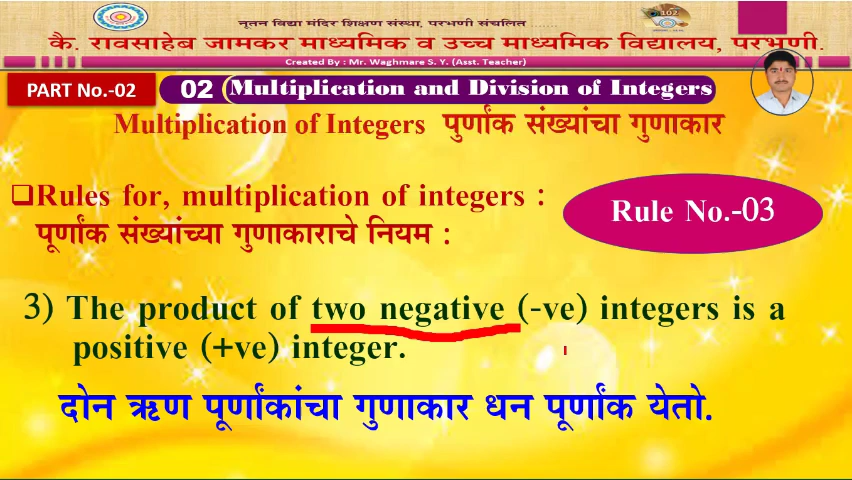 नूतन विद्या मंदिर शिक्षण संस्था, परभणी संचलित ......
102
कै. रावसाहेब जामकर माध्यमिक व उच्च माध्यमिक विद्यालय, परभणी.
Created By : Mr. Waghmare S. Y. (Asst. Teacher)
PART No.-02
02 (Multiplication and Division of Integers
Multiplication of Integers पुर्णांक संख्यांचा गुणाकार
❑Rules for, multiplication of integers :
पूर्णांक संख्यांच्या गुणाकाराचे नियम :
Rule No.-03
3) The product of two negative (-ve) integers is a
positive (+ve) integer.
दोन ऋण पूर्णांकांचा गुणाकार धन पूर्णांक येतो.